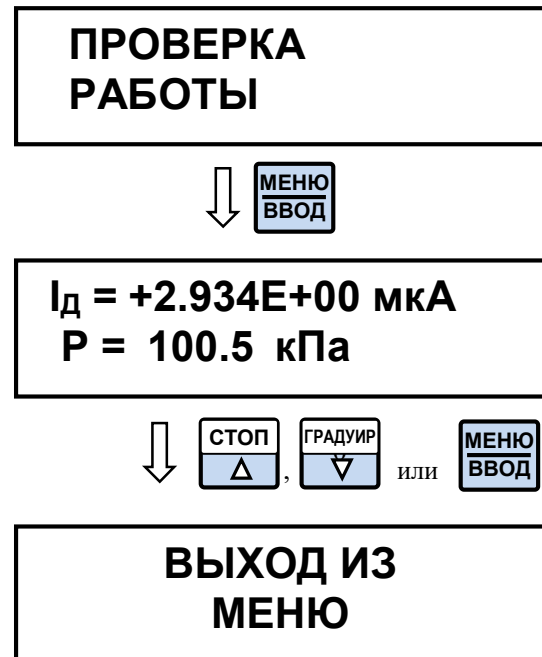 ПРОВЕРКА
РАБОТЫ
МЕНЮ
ВВОД
IД = +2.934E+00 мкА
P = 100.5 кПа
СТОП , ГРАДУИР или МЕНЮ
ВВОД
ВЫХОД ИЗ
МЕНЮ